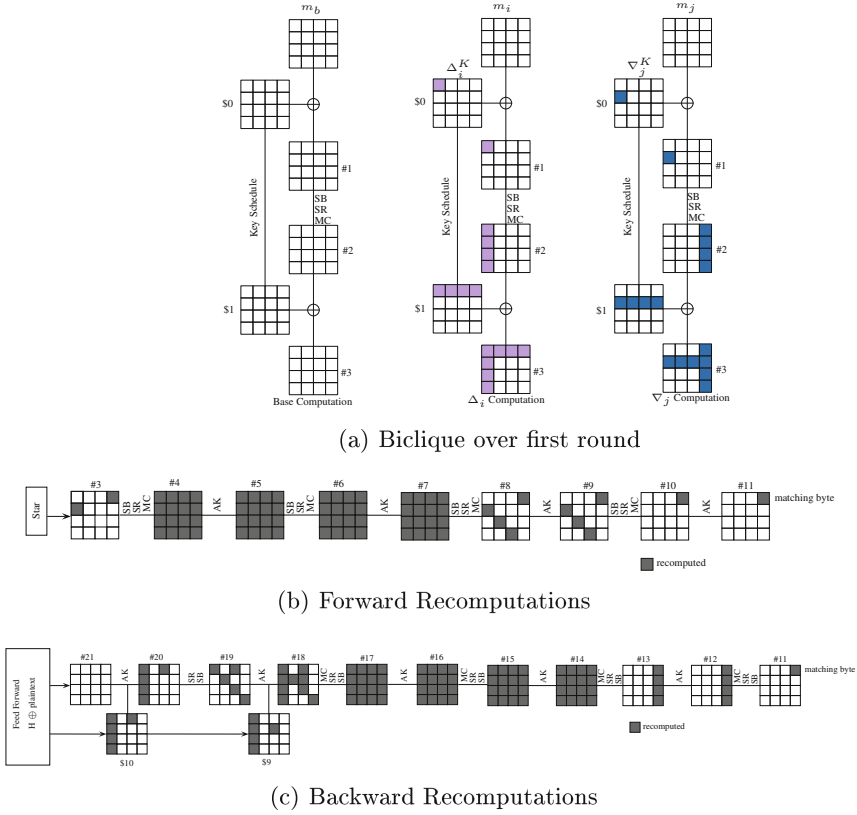 m_b m_i m_j
Δ_i^K ∇_j^K
$0 $0 $0
#1 #1 #1
Key Schedule Key Schedule Key Schedule
SB SB SB
SR SR SR
MC MC MC
#2 #2 #2
$1 $1 $1
#3 #3 #3
Base Computation Δ_i Computation ∇_j Computation
(a) Biclique over first round
#3 #4 #5 #6 #7 #8 #9 #10 #11
Star SB SR MC AK SB SR MC AK SB SR MC AK SB SR MC AK matching byte
recomputed
(b) Forward Recomputations
#21 #20 #19 #18 #17 #16 #15 #14 #13 #12 #11
Feed Forward
H ⊕ plaintext
AK SR SB AK MC SR SB AK MC SR SB AK MC SR SB AK MC SR SB matching byte
recomputed
$10 $9
(c) Backward Recomputations